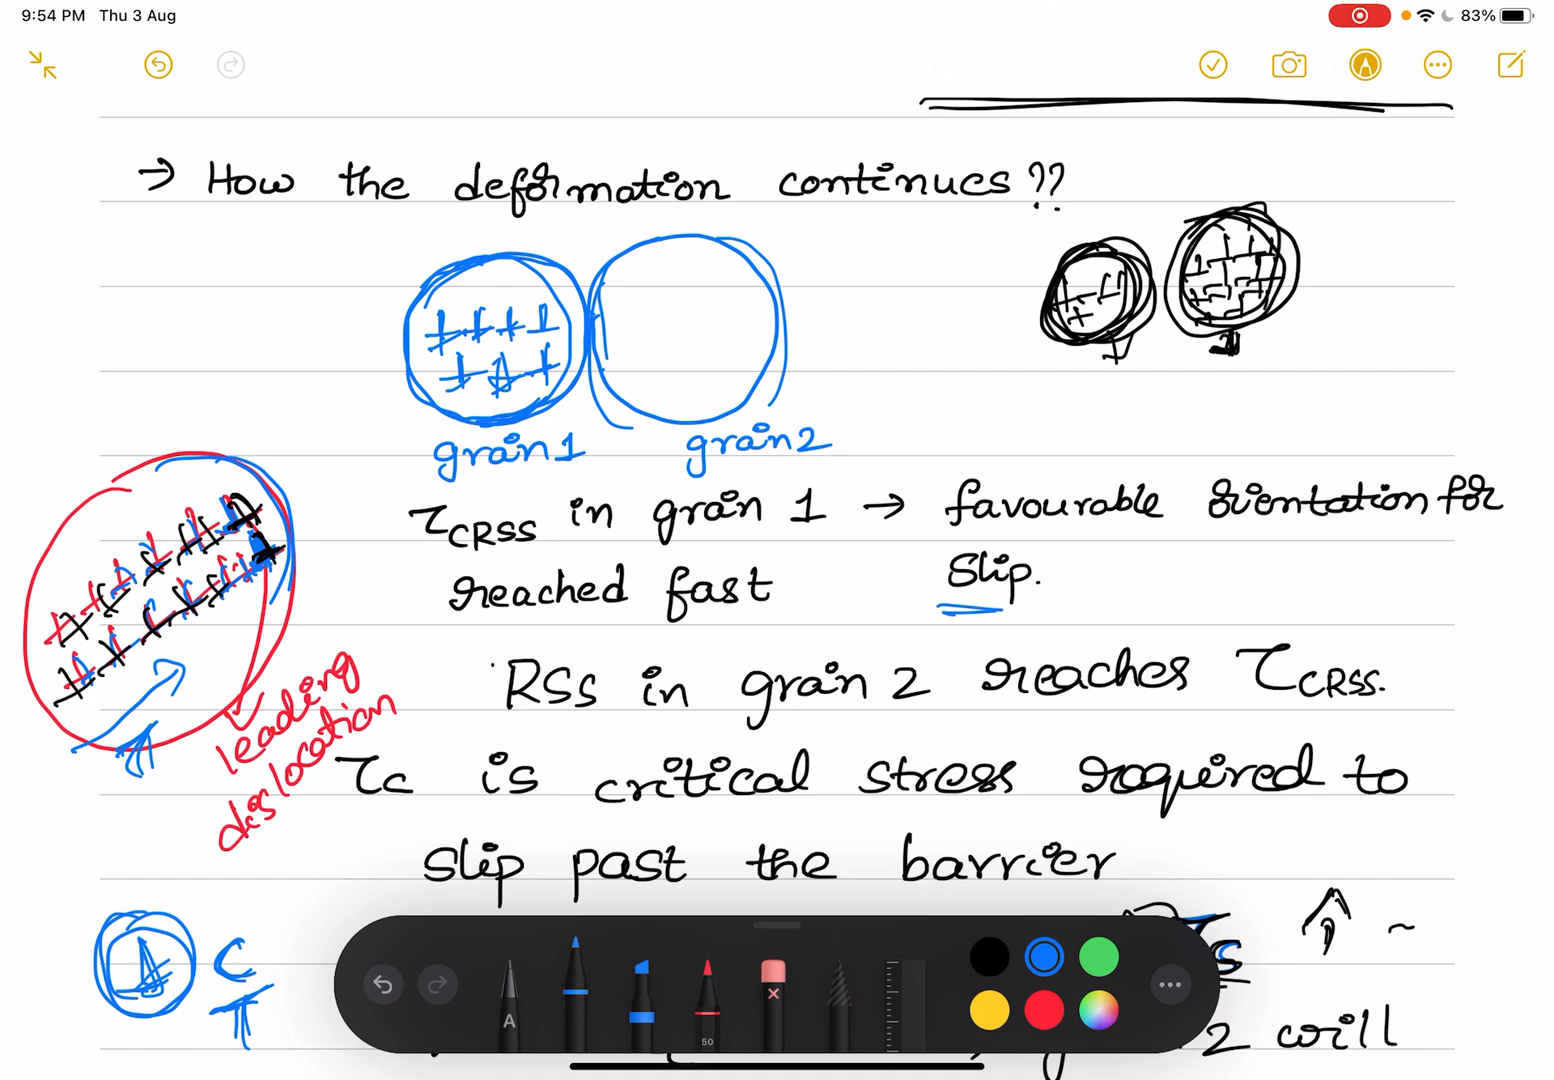 9:54 PM Thu 3 Aug 83%
→ How the deformation continues ??
grain 1 grain 2
τCRSS in grain 1 → favourable orientation for
reached fast slip.
RSS in grain 2 reaches τCRSS.
leading
dislocation
τc is critical stress required to
slip past the barrier
C
T
A
50
2 will